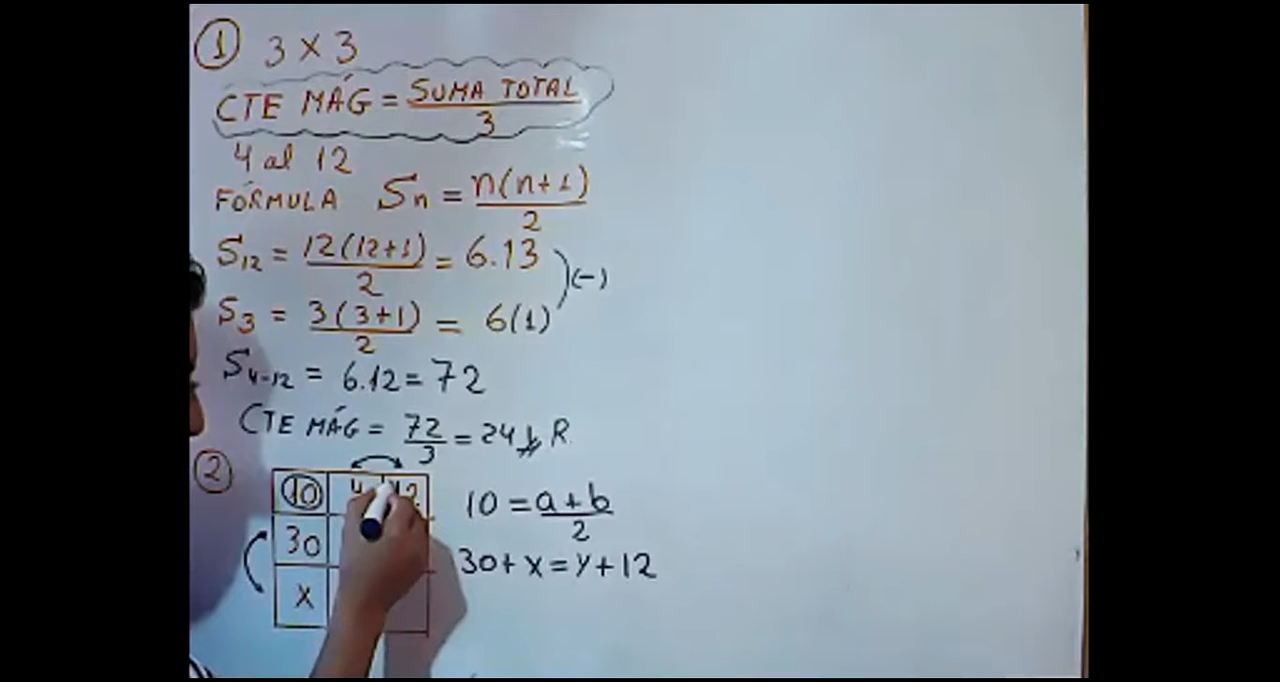 ① 3 x 3
CTE MÁG = SUMA TOTAL / 3
4 al 12
FÓRMULA Sn = n(n+1) / 2
S12 = 12(12+1) / 2 = 6.13
(-)
S3 = 3(3+1) / 2 = 6(1)
S4-12 = 6.12 = 72
CTE MÁG = 72 / 3 = 24 R.
②
10 12
30
x
10 = a+b / 2
30+x = y+12